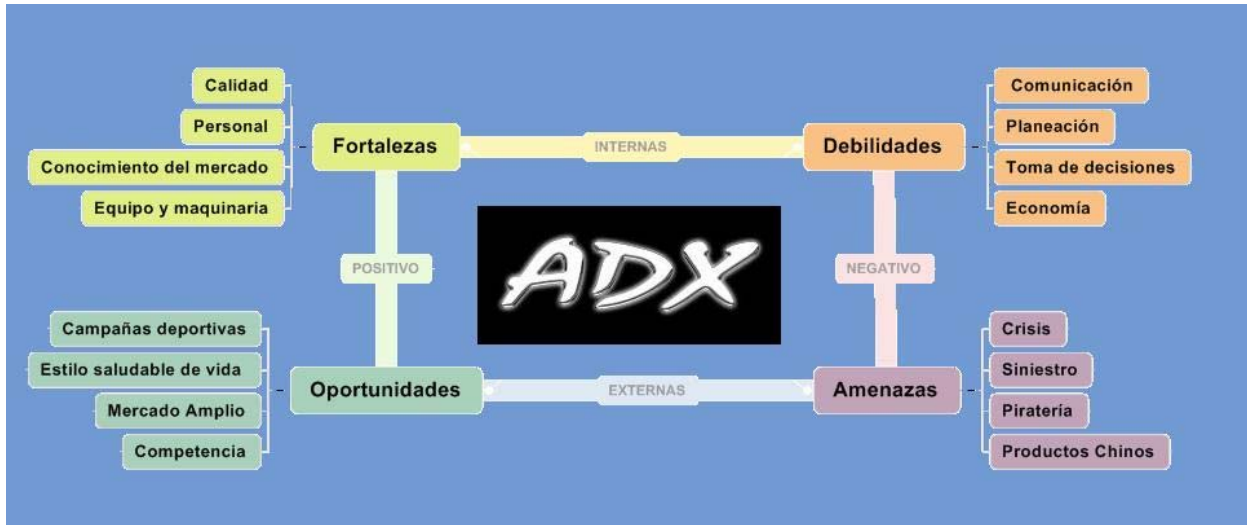 Calidad
Personal
Conocimiento del mercado
Equipo y maquinaria
Fortalezas
INTERNAS
Debilidades
Comunicación
Planeación
Toma de decisiones
Economía
POSITIVO
ADX
NEGATIVO
Campañas deportivas
Estilo saludable de vida
Mercado Amplio
Competencia
Oportunidades
EXTERNAS
Amenazas
Crisis
Siniestro
Piratería
Productos Chinos